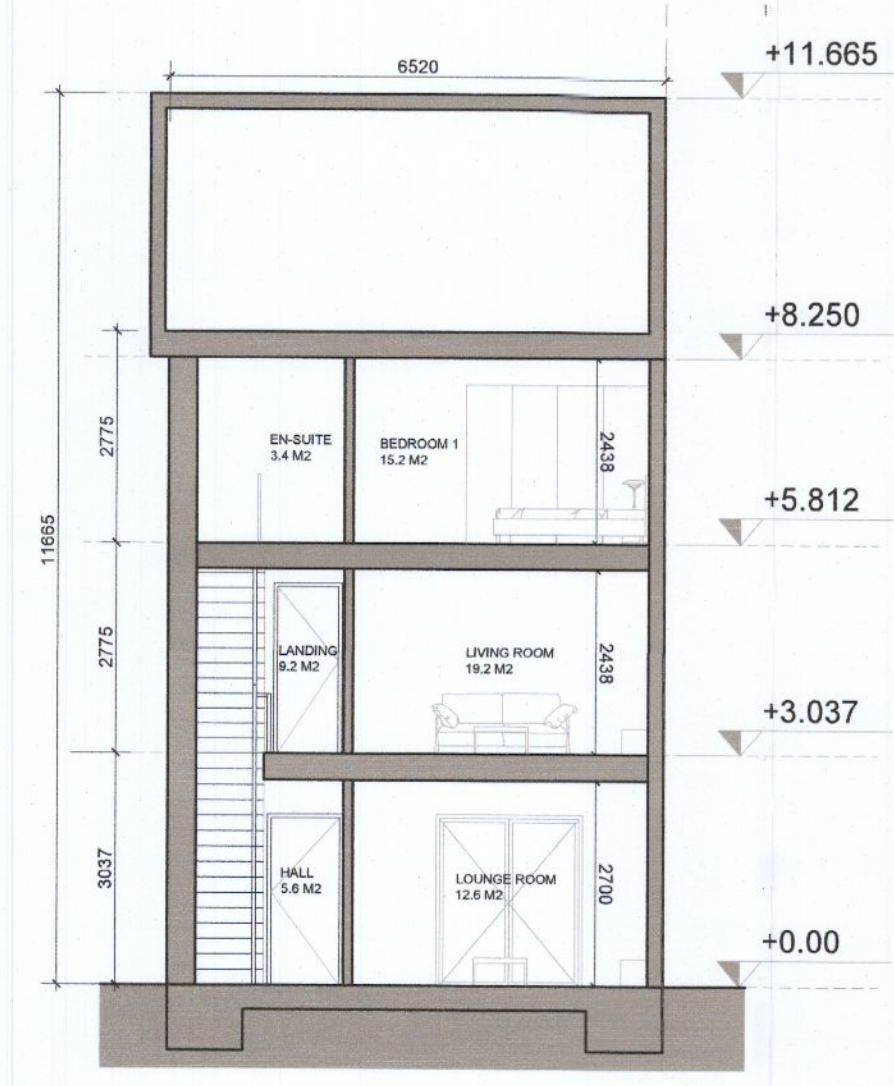 6520
+11.665
+8.250
2775
EN-SUITE
3.4 M2
BEDROOM 1
15.2 M2
2438
+5.812
11665
2775
LANDING
9.2 M2
LIVING ROOM
19.2 M2
2438
+3.037
3037
HALL
5.6 M2
LOUNGE ROOM
12.6 M2
2700
+0.00